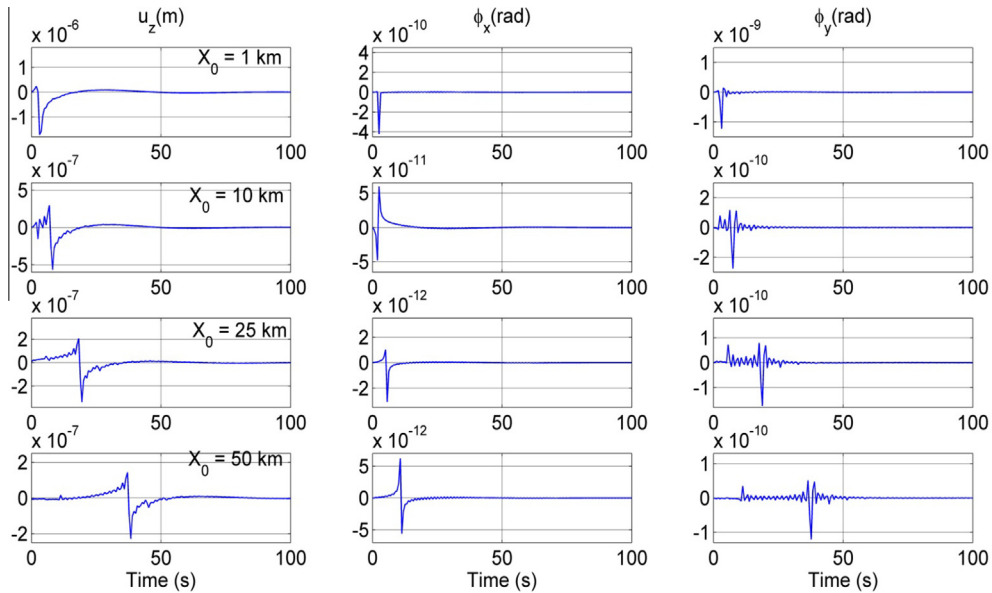 u_z(m) ϕ_x(rad) ϕ_y(rad)
x 10^-6 x 10^-10 x 10^-9
X_0 = 1 km
1 0 -1
4 2 0 -2 -4
1 0 -1
0 50 100 0 50 100 0 50 100
x 10^-7 x 10^-11 x 10^-10
X_0 = 10 km
5 0 -5
5 0 -5
2 0 -2
0 50 100 0 50 100 0 50 100
x 10^-7 x 10^-12 x 10^-10
X_0 = 25 km
2 0 -2
2 0 -2
1 0 -1
0 50 100 0 50 100 0 50 100
x 10^-7 x 10^-12 x 10^-10
X_0 = 50 km
2 0 -2
5 0 -5
1 0 -1
0 50 100 0 50 100 0 50 100
Time (s) Time (s) Time (s)